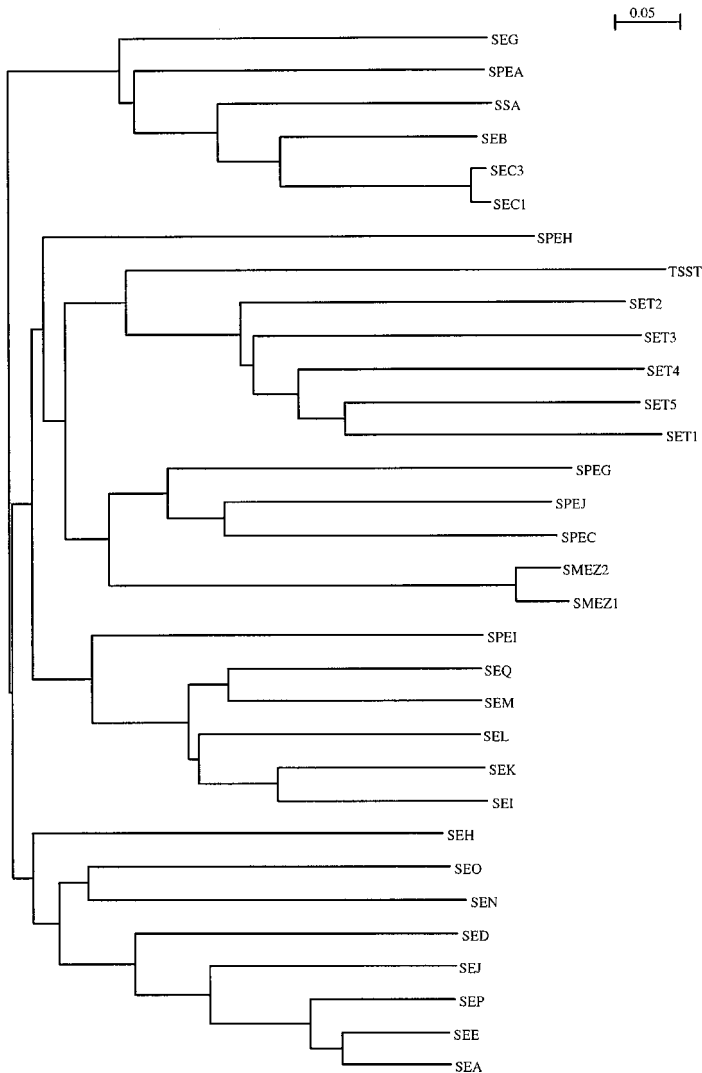 0.05
SEG
SPEA
SSA
SEB
SEC3
SEC1
SPEH
TSST
SET2
SET3
SET4
SET5
SET1
SPEG
SPEJ
SPEC
SMEZ2
SMEZ1
SPEI
SEQ
SEM
SEL
SEK
SEI
SEH
SEO
SEN
SED
SEJ
SEP
SEE
SEA